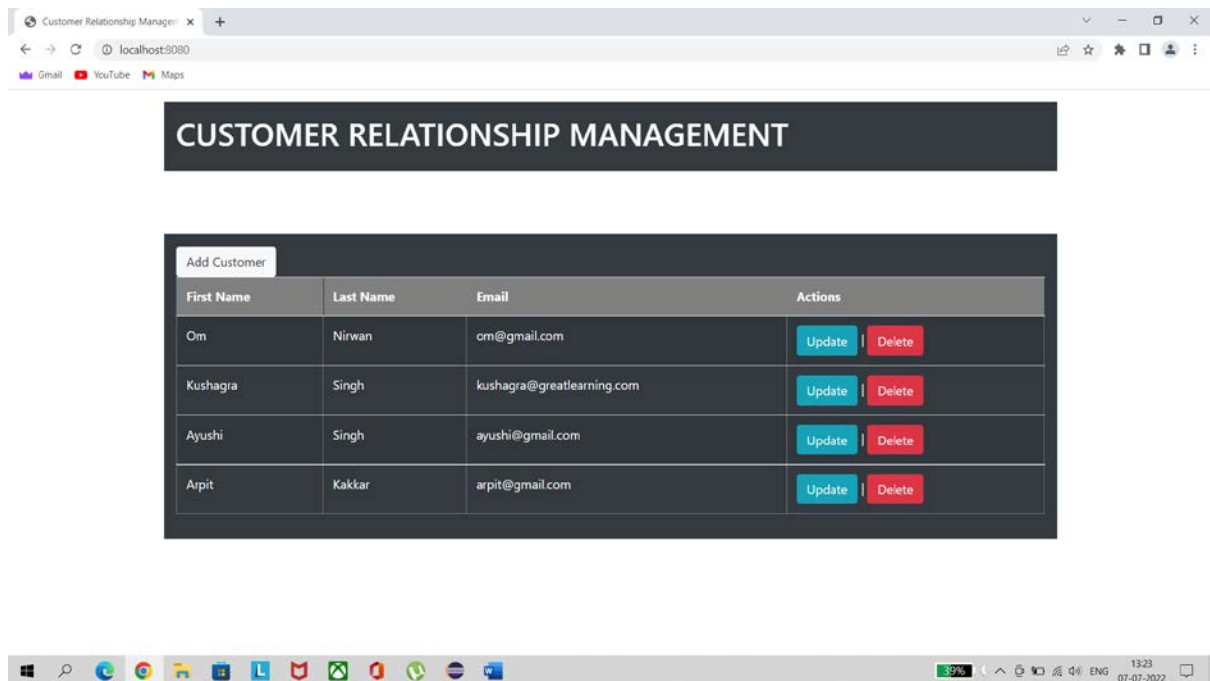 Customer Relationship Managem
localhost:8080
Gmail YouTube Maps
CUSTOMER RELATIONSHIP MANAGEMENT
Add Customer
First Name Last Name Email Actions
Om Nirwan om@gmail.com Update | Delete
Kushagra Singh kushagra@greatlearning.com Update | Delete
Ayushi Singh ayushi@gmail.com Update | Delete
Arpit Kakkar arpit@gmail.com Update | Delete
L W
39% ENG 13:23
07-07-2022